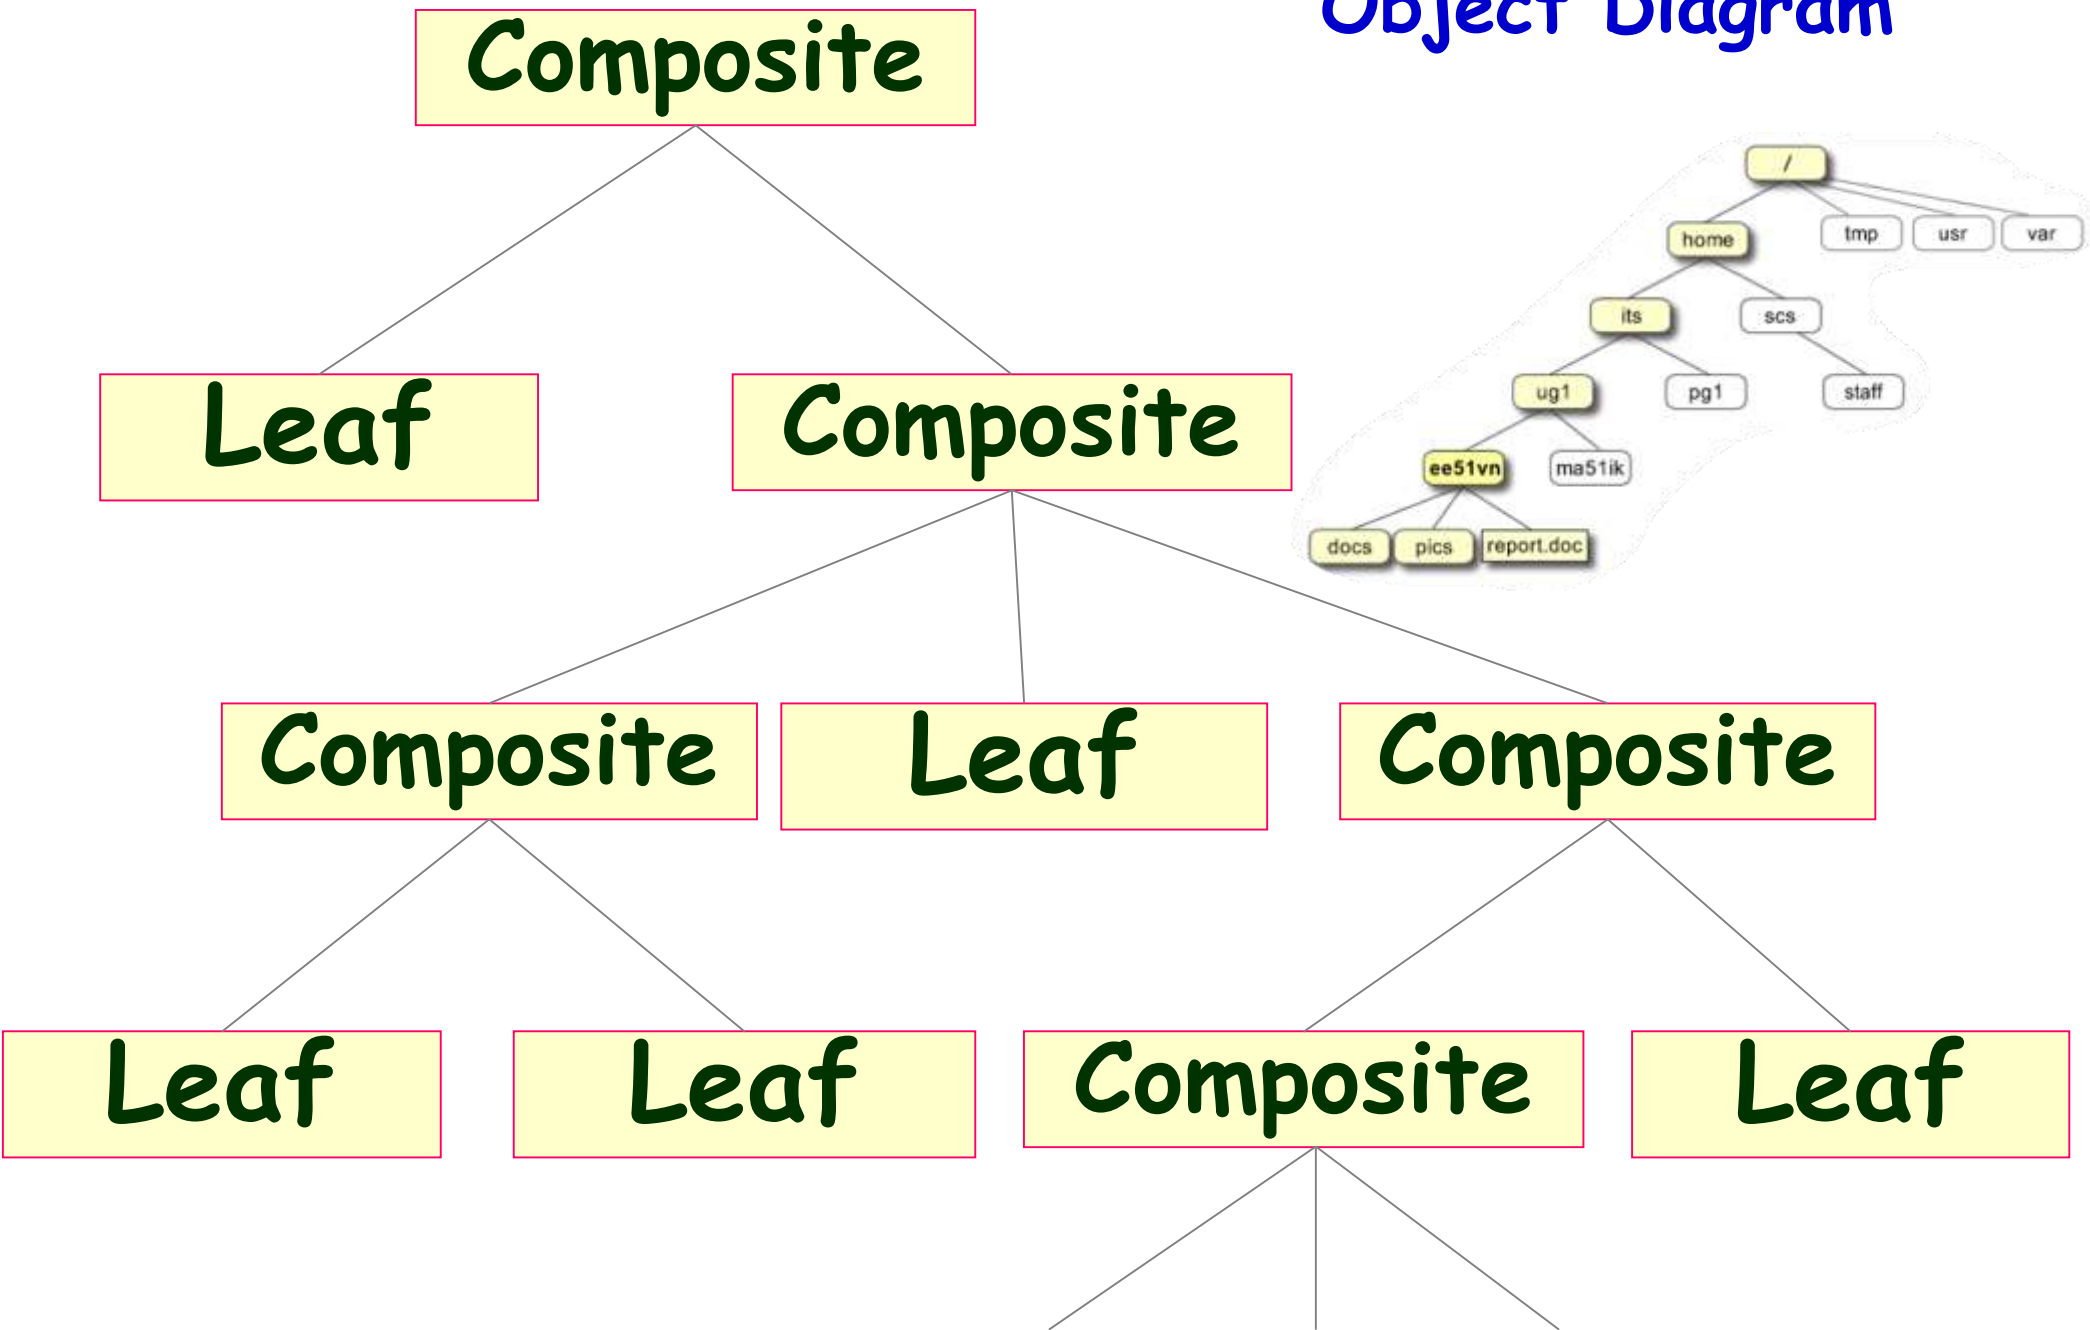 Object Diagram
Composite
/
home
tmp
usr
var
its
scs
ug1
pg1
staff
ee51vn
ma51ik
docs
pics
report.doc
Leaf
Composite
Composite
Leaf
Composite
Leaf
Leaf
Composite
Leaf